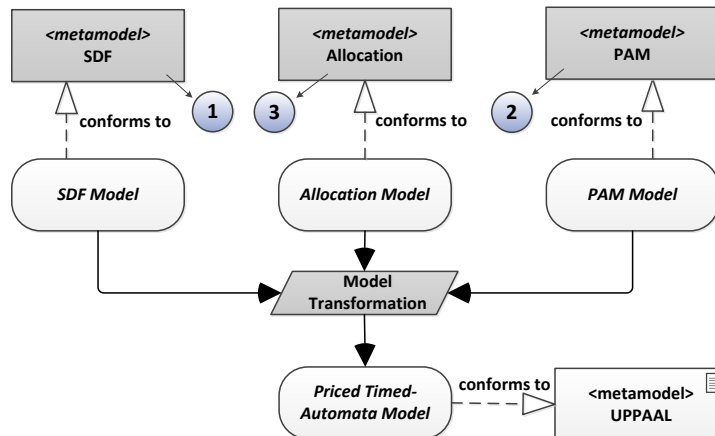 <metamodel>
SDF
<metamodel>
Allocation
<metamodel>
PAM
1
3
2
conforms to
conforms to
conforms to
SDF Model
Allocation Model
PAM Model
Model
Transformation
Priced Timed-
Automata Model
conforms to
<metamodel>
UPPAAL